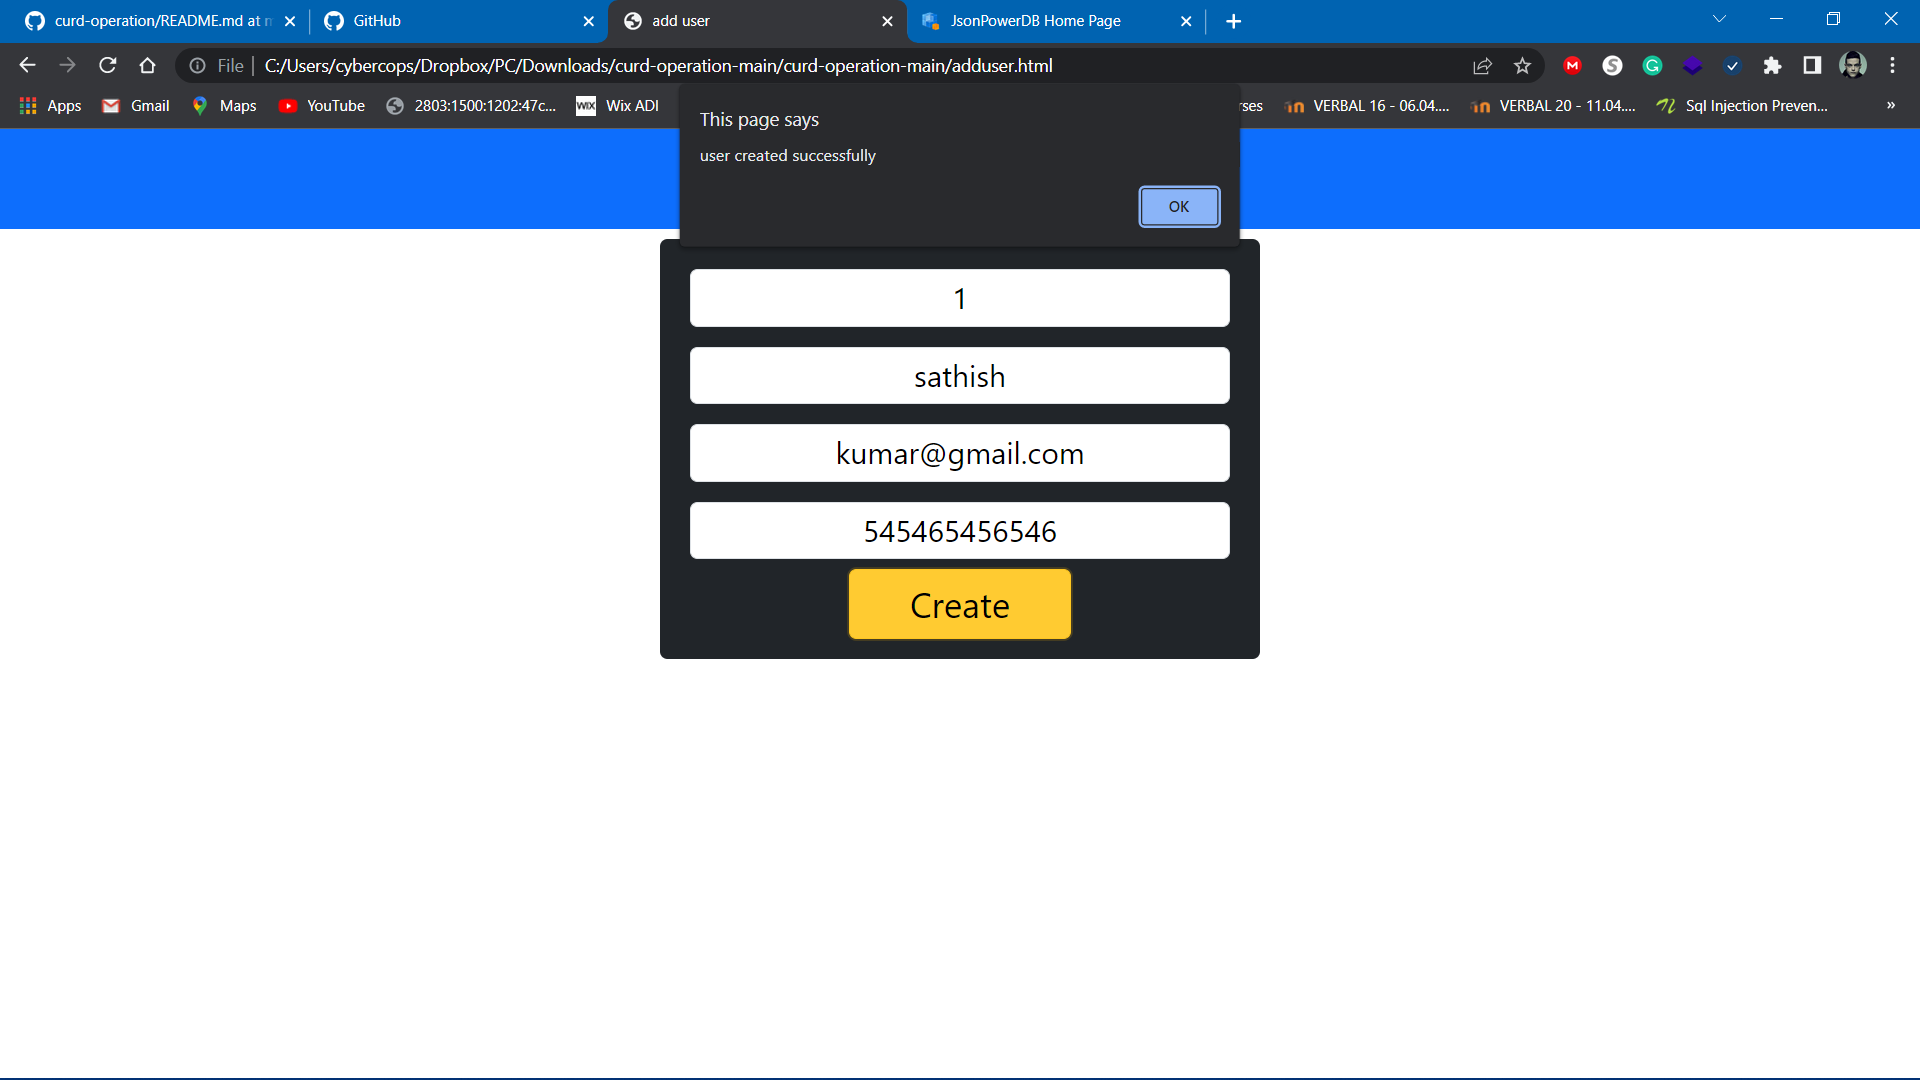 curd-operation/README.md at m
GitHub
add user
JsonPowerDB Home Page
File
C:/Users/cybercops/Dropbox/PC/Downloads/curd-operation-main/curd-operation-main/adduser.html
Apps
Gmail
Maps
YouTube
2803:1500:1202:47c...
WIX
Wix ADI
rses
VERBAL 16 - 06.04....
VERBAL 20 - 11.04....
Sql Injection Preven...
This page says
user created successfully
OK
1
sathish
kumar@gmail.com
545465456546
Create